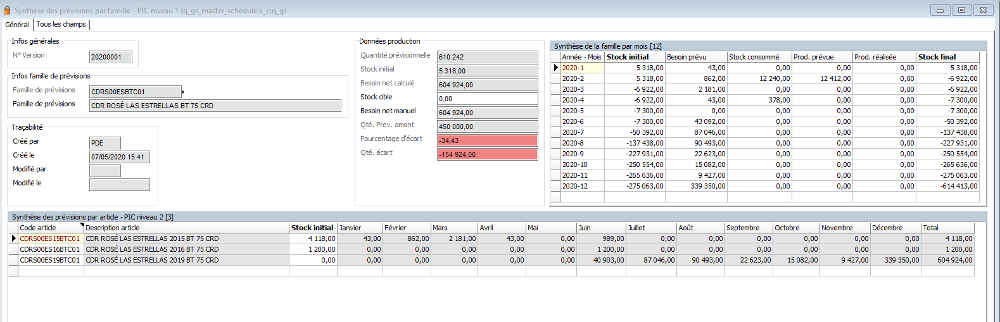 Synthèse des prévisions par famille - PIC niveau 1 (q_gs_master_schedule:a_c:q_gs
Général Tous les champs
Infos générales
N° Version 20200001
Infos famille de prévisions
Famille de prévisions CDRS00ESBTC01
Famille de prévisions CDR ROSÉ LAS ESTRELLAS BT 75 CRD
Traçabilité
Créé par PDE
Créé le 07/05/2020 15:41
Modifié par
Modifié le
Données production
Quantité prévisionnelle 610 242
Stock initial 5 318,00
Besoin net calculé 604 924,00
Stock cible 0,00
Besoin net manuel 604 924,00
Qté. Prev. amont 450 000,00
Pourcentage d'écart -34,43
Qté. écart -154 924,00
Synthèse de la famille par mois [12]
Année - Mois Stock initial Besoin prévu Stock consommé Prod. prévue Prod. réalisée Stock final
2020-1 5 318,00 43,00 0,00 0,00 0,00 5 318,00
2020-2 5 318,00 862,00 12 240,00 12 412,00 0,00 -6 922,00
2020-3 -6 922,00 2 181,00 0,00 0,00 0,00 -6 922,00
2020-4 -6 922,00 43,00 378,00 0,00 0,00 -7 300,00
2020-5 -7 300,00 0,00 0,00 0,00 0,00 -7 300,00
2020-6 -7 300,00 43 092,00 0,00 0,00 0,00 -50 392,00
2020-7 -50 392,00 87 046,00 0,00 0,00 0,00 -137 438,00
2020-8 -137 438,00 90 493,00 0,00 0,00 0,00 -227 931,00
2020-9 -227 931,00 22 623,00 0,00 0,00 0,00 -250 554,00
2020-10 -250 554,00 15 082,00 0,00 0,00 0,00 -265 636,00
2020-11 -265 636,00 9 427,00 0,00 0,00 0,00 -275 063,00
2020-12 -275 063,00 339 350,00 0,00 0,00 0,00 -614 413,00
Synthèse des prévisions par article - PIC niveau 2 [3]
Code article Description article Stock initial Janvier Février Mars Avril Mai Juin Juillet Août Septembre Octobre Novembre Décembre Total
CDRS00ES15BTC01 CDR ROSÉ LAS ESTRELLAS 2015 BT 75 CRD 4 118,00 43,00 862,00 2 181,00 43,00 0,00 989,00 0,00 0,00 0,00 0,00 0,00 0,00 4 118,00
CDRS00ES16BTC01 CDR ROSÉ LAS ESTRELLAS 2016 BT 75 CRD 1 200,00 0,00 0,00 0,00 0,00 0,00 1 200,00 0,00 0,00 0,00 0,00 0,00 0,00 1 200,00
CDRS00ES19BTC01 CDR ROSÉ LAS ESTRELLAS 2019 BT 75 CRD 0,00 0,00 0,00 0,00 0,00 0,00 40 903,00 87 046,00 90 493,00 22 623,00 15 082,00 9 427,00 339 350,00 604 924,00